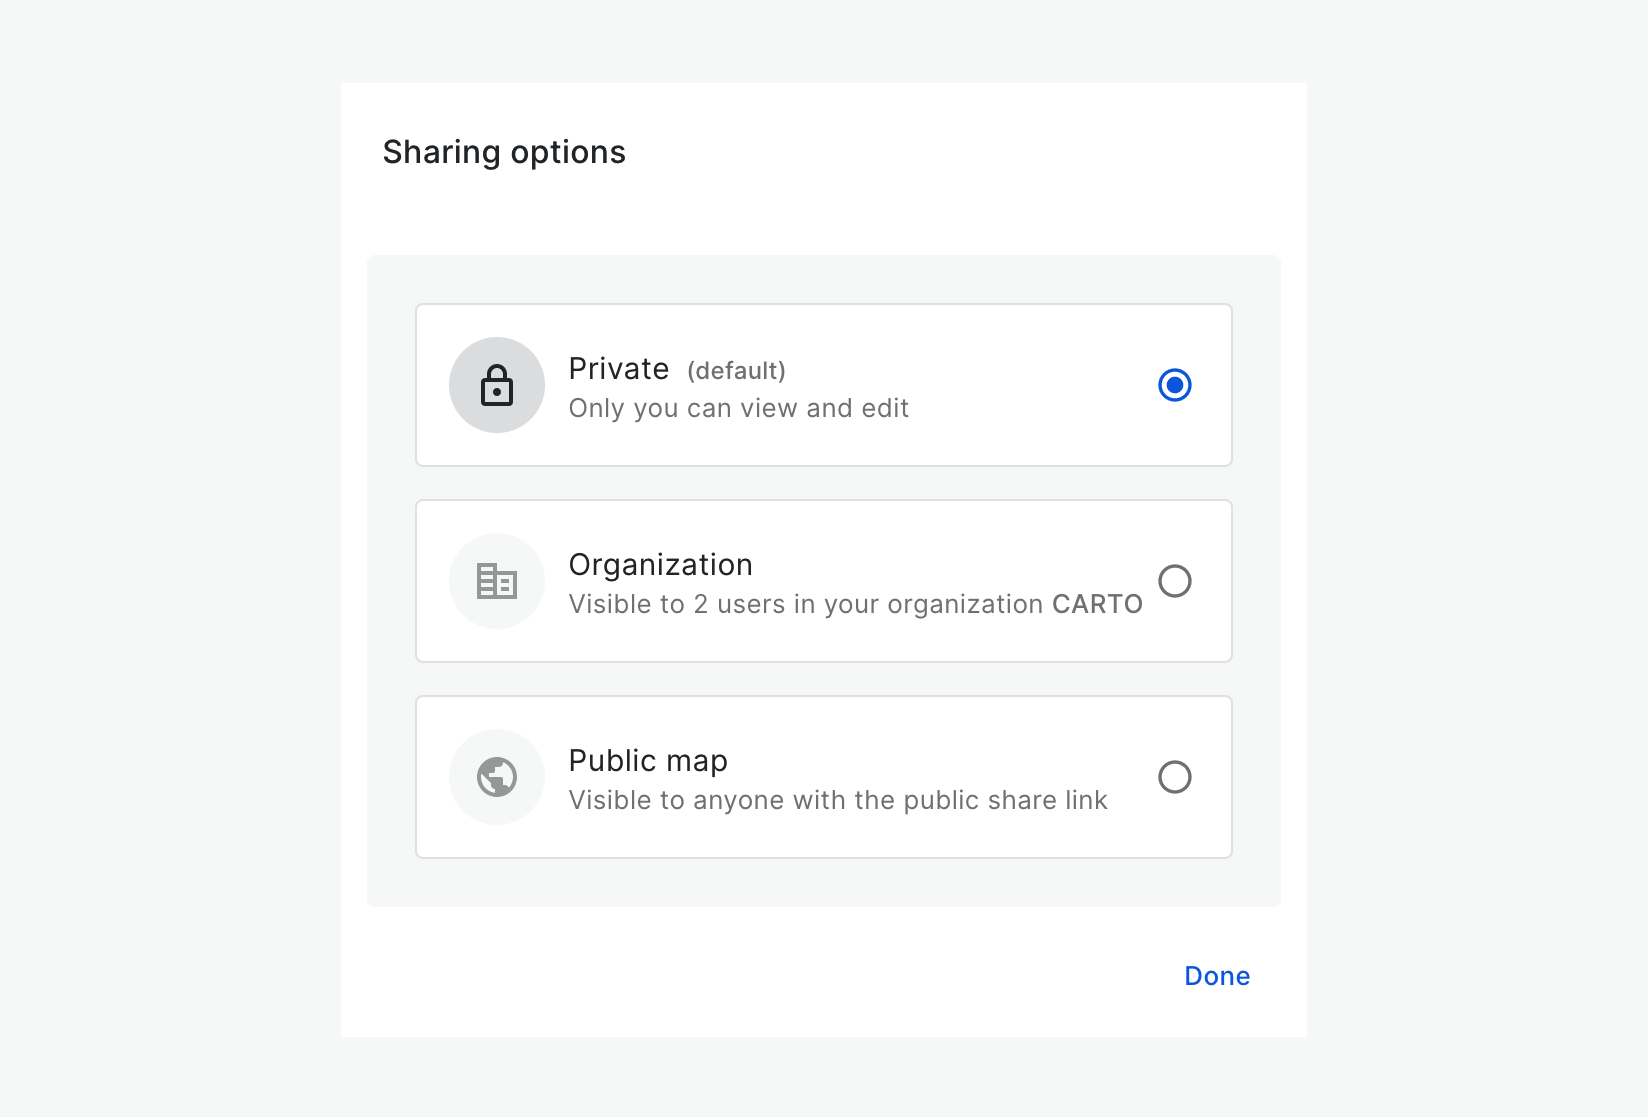 Sharing options
Private (default)
Only you can view and edit
Organization
Visible to 2 users in your organization CARTO
Public map
Visible to anyone with the public share link
Done